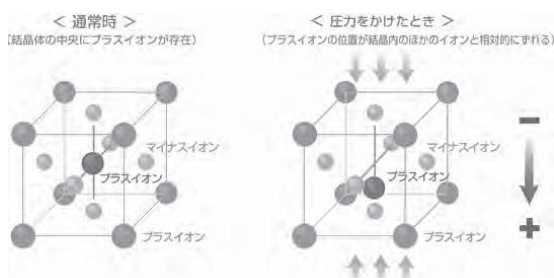 ＜ 通常時 ＞
(結晶体の中央にプラスイオンが存在)
マイナスイオン
プラスイオン
プラスイオン
＜ 圧力をかけたとき ＞
(プラスイオンの位置が結晶内のほかのイオンと相対的にずれる)
マイナスイオン
プラスイオン
プラスイオン
−
+